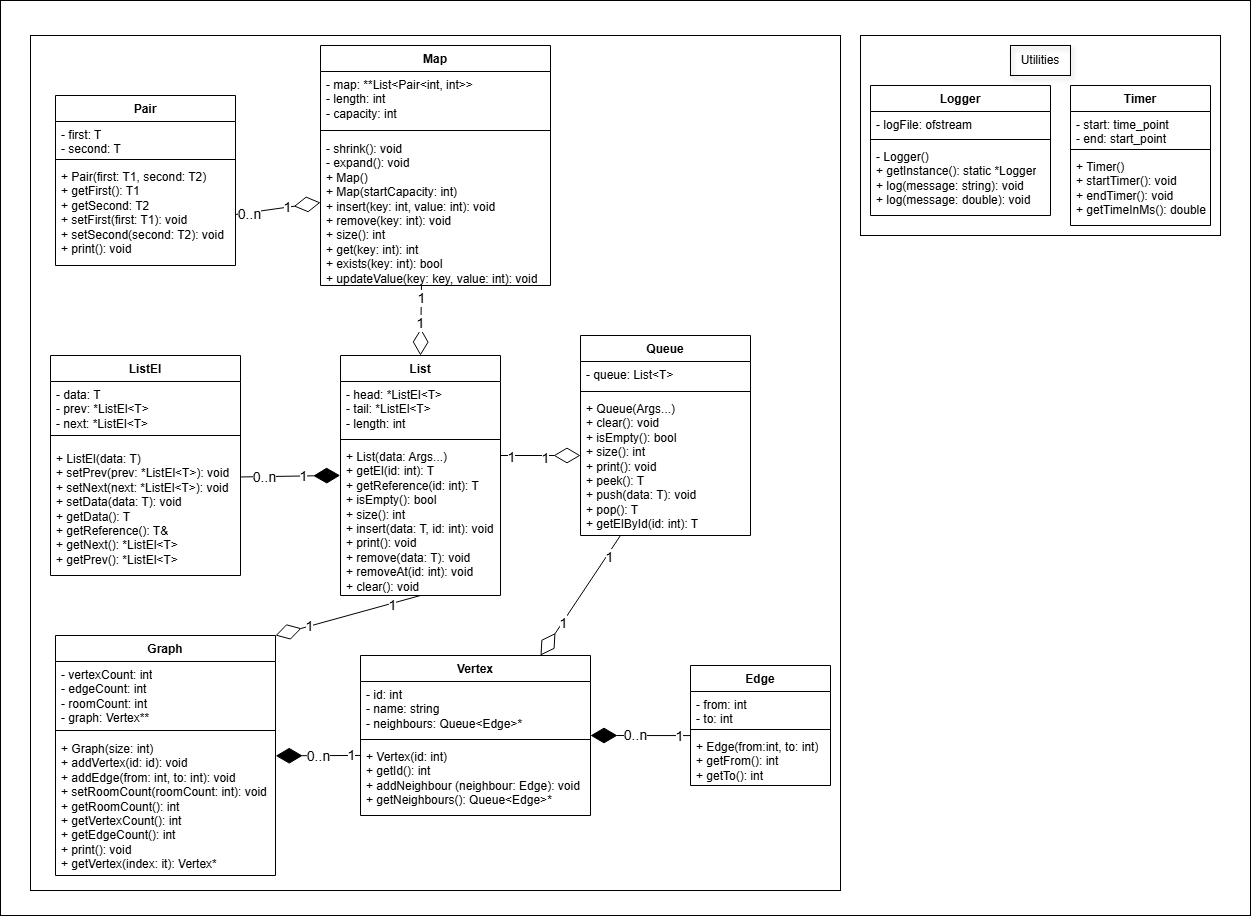 Map
- map: **List<Pair<int, int>>
- length: int
- capacity: int
- shrink(): void
- expand(): void
+ Map()
+ Map(startCapacity: int)
+ insert(key: int, value: int): void
+ remove(key: int): void
+ size(): int
+ get(key: int): int
+ exists(key: int): bool
+ updateValue(key: key, value: int): void
Pair
- first: T
- second: T
+ Pair(first: T1, second: T2)
+ getFirst(): T1
+ getSecond: T2
+ setFirst(first: T1): void
+ setSecond(second: T2): void
+ print(): void
0..n
1
1
1
ListEl
- data: T
- prev: *ListEl<T>
- next: *ListEl<T>
+ ListEl(data: T)
+ setPrev(prev: *ListEl<T>): void
+ setNext(next: *ListEl<T>): void
+ setData(data: T): void
+ getData(): T
+ getReference(): T&
+ getNext(): *ListEl<T>
+ getPrev(): *ListEl<T>
0..n
1
List
- head: *ListEl<T>
- tail: *ListEl<T>
- length: int
+ List(data: Args...)
+ getEl(id: int): T
+ getReference(id: int): T
+ isEmpty(): bool
+ size(): int
+ insert(data: T, id: int): void
+ print(): void
+ remove(data: T): void
+ removeAt(id: int): void
+ clear(): void
1
1
Queue
- queue: List<T>
+ Queue(Args...)
+ clear(): void
+ isEmpty(): bool
+ size(): int
+ print(): void
+ peek(): T
+ push(data: T): void
+ pop(): T
+ getElById(id: int): T
1
1
1
1
Graph
- vertexCount: int
- edgeCount: int
- roomCount: int
- graph: Vertex**
+ Graph(size: int)
+ addVertex(id: id): void
+ addEdge(from: int, to: int): void
+ setRoomCount(roomCount: int): void
+ getRoomCount(): int
+ getVertexCount(): int
+ getEdgeCount(): int
+ print(): void
+ getVertex(index: it): Vertex*
0..n
1
Vertex
- id: int
- name: string
- neighbours: Queue<Edge>*
+ Vertex(id: int)
+ getId(): int
+ addNeighbour (neighbour: Edge): void
+ getNeighbours(): Queue<Edge>*
0..n
1
Edge
- from: int
- to: int
+ Edge(from:int, to: int)
+ getFrom(): int
+ getTo(): int
Utilities
Logger
- logFile: ofstream
- Logger()
+ getInstance(): static *Logger
+ log(message: string): void
+ log(message: double): void
Timer
- start: time_point
- end: start_point
+ Timer()
+ startTimer(): void
+ endTimer(): void
+ getTimeInMs(): double